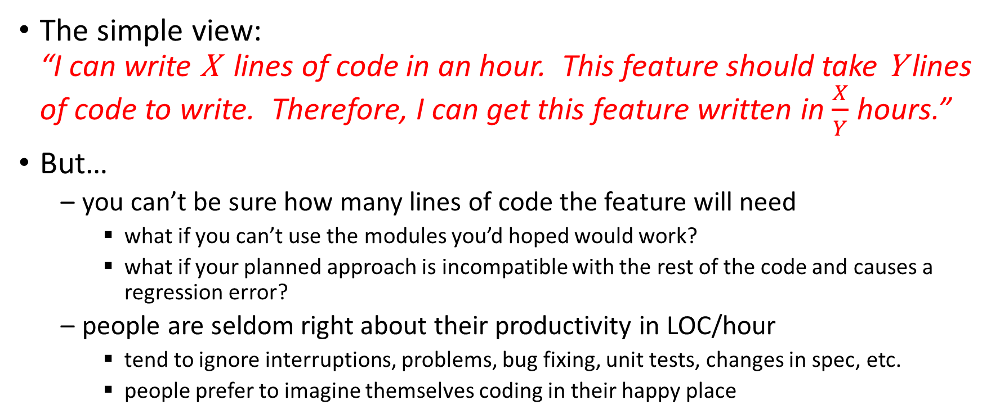 • The simple view:
“I can write X lines of code in an hour. This feature should take Y lines
of code to write. Therefore, I can get this feature written in X/Y hours.”
• But…
– you can’t be sure how many lines of code the feature will need
▪ what if you can’t use the modules you’d hoped would work?
▪ what if your planned approach is incompatible with the rest of the code and causes a
regression error?
– people are seldom right about their productivity in LOC/hour
▪ tend to ignore interruptions, problems, bug fixing, unit tests, changes in spec, etc.
▪ people prefer to imagine themselves coding in their happy place